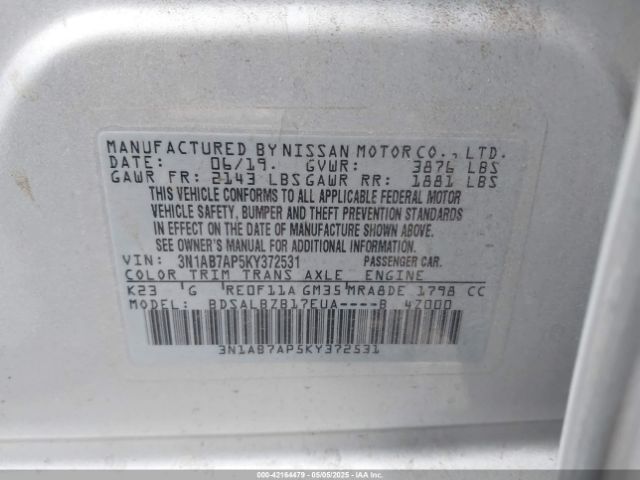 MANUFACTURED BY NISSAN MOTOR CO., LTD.
DATE: 06/19. GVWR: 3876 LBS
GAWR FR: 2143 LBS GAWR RR: 1881 LBS
THIS VEHICLE CONFORMS TO ALL APPLICABLE FEDERAL MOTOR
VEHICLE SAFETY, BUMPER AND THEFT PREVENTION STANDARDS
IN EFFECT ON THE DATE OF MANUFACTURE SHOWN ABOVE.
SEE OWNER'S MANUAL FOR ADDITIONAL INFORMATION.
VIN: 3N1AB7AP5KY372531 PASSENGER CAR.
COLOR TRIM TRANS AXLE ENGINE
K23 G RE0F11A GM35 MRA8DE 1798 CC
MODEL: BDSALBZB17EUA----B 4Z000
3N1AB7AP5KY372531
000-42164479 - 05/05/2025 - IAA, Inc.